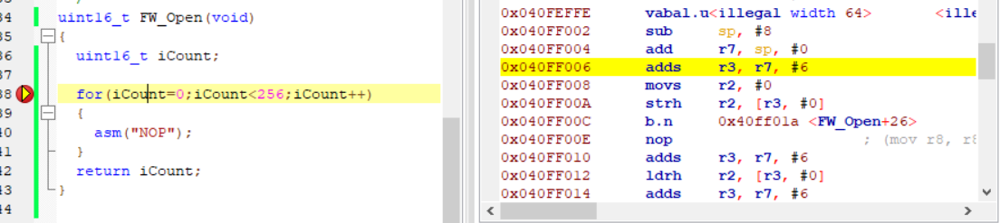 34 uint16_t FW_Open(void)
35 {
36 uint16_t iCount;
37
38 for(iCount=0;iCount<256;iCount++)
39 {
40 asm("NOP");
41 }
42 return iCount;
43 }
44
0x040FEFFE vabal.u<illegal width 64> <ille
0x040FF002 sub sp, #8
0x040FF004 add r7, sp, #0
0x040FF006 adds r3, r7, #6
0x040FF008 movs r2, #0
0x040FF00A strh r2, [r3, #0]
0x040FF00C b.n 0x40ff01a <FW_Open+26>
0x040FF00E nop ; (mov r8, r8
0x040FF010 adds r3, r7, #6
0x040FF012 ldrh r2, [r3, #0]
0x040FF014 adds r3, r7, #6